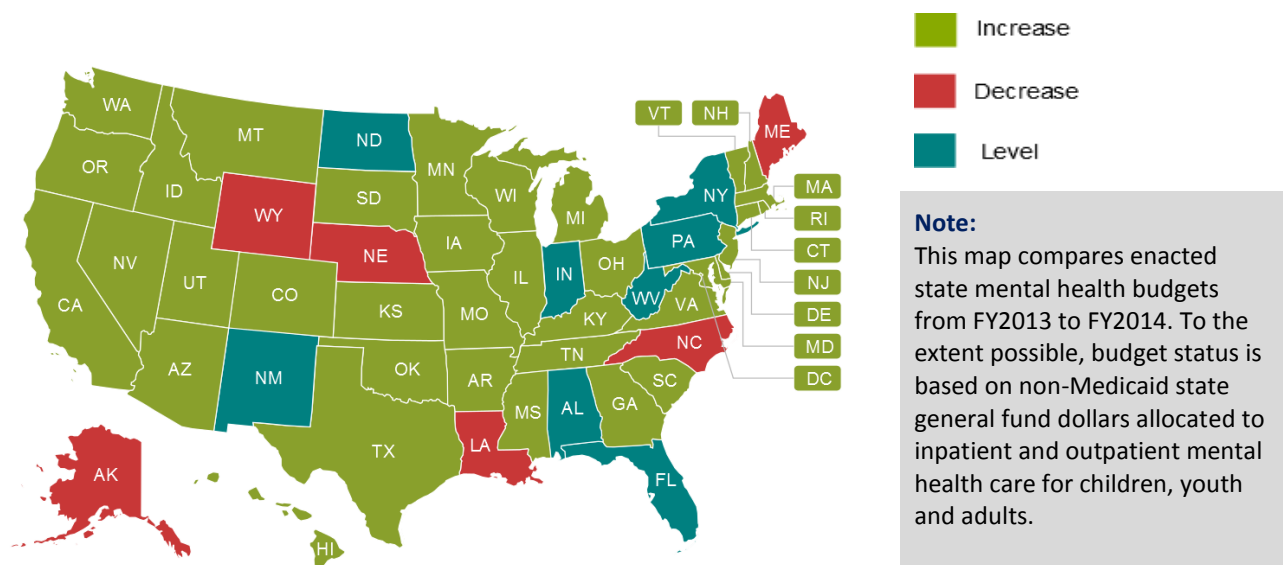 Increase
Decrease
Level
Note:
This map compares enacted
state mental health budgets
from FY2013 to FY2014. To the
extent possible, budget status is
based on non-Medicaid state
general fund dollars allocated to
inpatient and outpatient mental
health care for children, youth
and adults.
WA
MT
ND
MN
VT
NH
ME
OR
ID
WY
SD
WI
MI
NY
MA
RI
CT
NJ
DE
MD
DC
NV
UT
CO
NE
IA
IL
IN
OH
PA
WV
VA
CA
KS
MO
KY
NC
TN
AZ
NM
OK
AR
SC
MS
AL
GA
TX
LA
FL
AK
HI